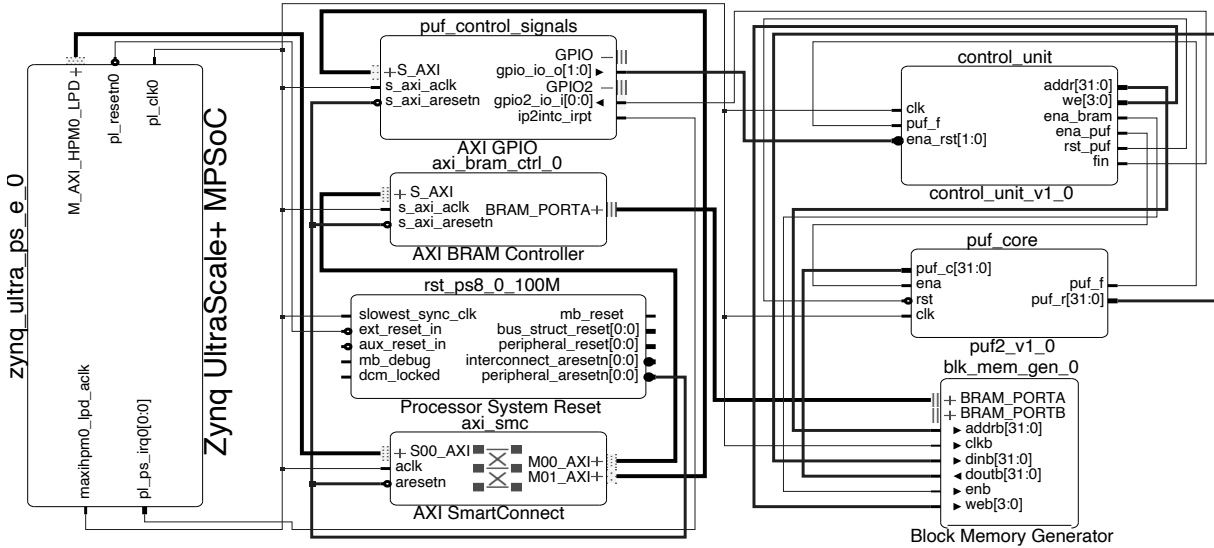 zynq_ultra_ps_e_0
M_AXI_HPM0_LPD
pl_resetn0
pl_clk0
maxihpm0_lpd_aclk
pl_ps_irq0[0:0]
Zynq UltraScale+ MPSoC
puf_control_signals
S_AXI
s_axi_aclk
s_axi_aresetn
GPIO
gpio_io_o[1:0]
GPIO2
gpio2_io_i[0:0]
ip2intc_irpt
AXI GPIO
axi_bram_ctrl_0
S_AXI
s_axi_aclk
s_axi_aresetn
BRAM_PORTA
AXI BRAM Controller
rst_ps8_0_100M
slowest_sync_clk
ext_reset_in
aux_reset_in
mb_debug
dcm_locked
mb_reset
bus_struct_reset[0:0]
peripheral_reset[0:0]
interconnect_aresetn[0:0]
peripheral_aresetn[0:0]
Processor System Reset
axi_smc
S00_AXI
aclk
aresetn
M00_AXI
M01_AXI
AXI SmartConnect
control_unit
clk
puf_f
ena_rst[1:0]
addr[31:0]
we[3:0]
ena_bram
ena_puf
rst_puf
fin
control_unit_v1_0
puf_core
puf_c[31:0]
ena
rst
clk
puf_f
puf_r[31:0]
puf2_v1_0
blk_mem_gen_0
BRAM_PORTA
BRAM_PORTB
addrb[31:0]
clkb
dinb[31:0]
doutb[31:0]
enb
web[3:0]
Block Memory Generator